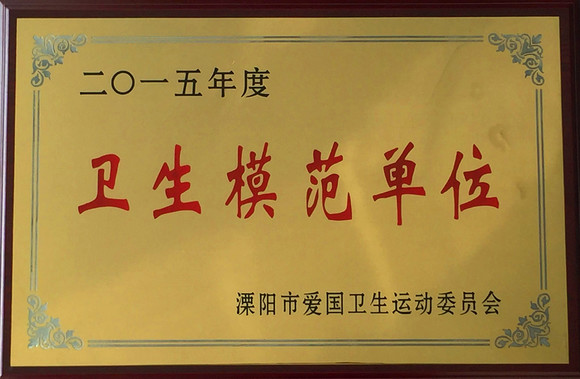 二〇一五年度
卫生模范单位
溧阳市爱国卫生运动委员会